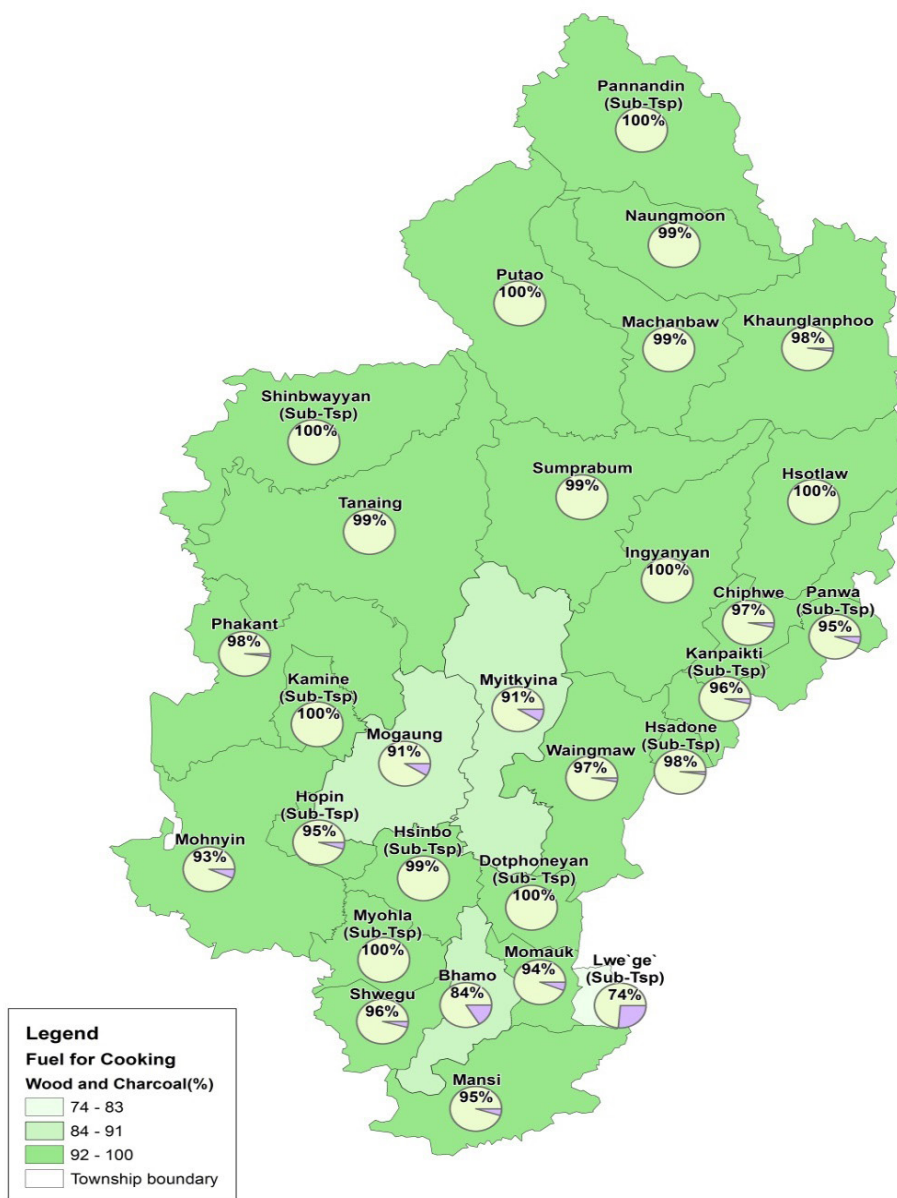 Pannandin
(Sub-Tsp)
100%
Naungmoon
99%
Putao
100%
Machanbaw
99%
Khaunglanphoo
98%
Shinbwayyan
(Sub-Tsp)
100%
Sumprabum
99%
Hsotlaw
100%
Tanaing
99%
Ingyanyan
100%
Chiphwe
97%
Panwa
(Sub-Tsp)
95%
Phakant
98%
Kanpaikti
(Sub-Tsp)
96%
Kamine
(Sub-Tsp)
100%
Myitkyina
91%
Mogaung
91%
Waingmaw
97%
Hsadone
(Sub-Tsp)
98%
Hopin
(Sub-Tsp)
95%
Mohnyin
93%
Hsinbo
(Sub-Tsp)
99%
Dotphoneyan
(Sub- Tsp)
100%
Myohla
(Sub-Tsp)
100%
Momauk
94%
Lwe`ge`
(Sub-Tsp)
74%
Bhamo
84%
Shwegu
96%
Mansi
95%
Legend
Fuel for Cooking
Wood and Charcoal(%)
74 - 83
84 - 91
92 - 100
Township boundary